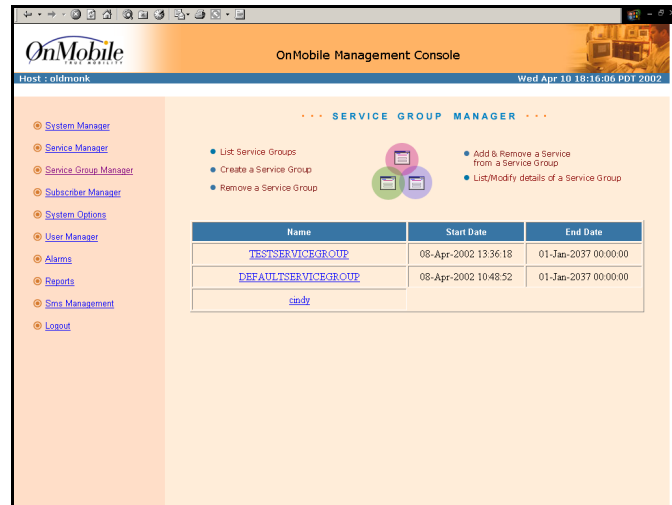 OnMobile
TRUE MOBILITY
OnMobile Management Console
Host : oldmonk
Wed Apr 10 18:16:06 PDT 2002
System Manager
Service Manager
Service Group Manager
Subscriber Manager
System Options
User Manager
Alarms
Reports
Sms Management
Logout
SERVICE GROUP MANAGER
List Service Groups
Create a Service Group
Remove a Service Group
Add & Remove a Service
from a Service Group
List/Modify details of a Service Group
Name Start Date End Date
TESTSERVICEGROUP 08-Apr-2002 13:36:18 01-Jan-2037 00:00:00
DEFAULTSERVICEGROUP 08-Apr-2002 10:48:52 01-Jan-2037 00:00:00
cindy